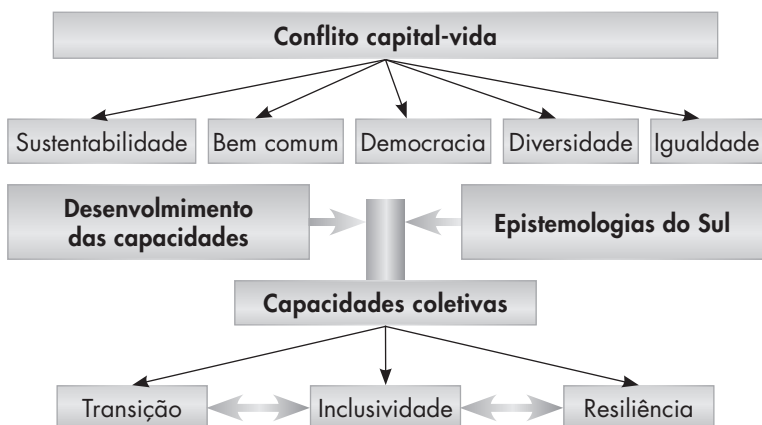 Conflito capital-vida
Sustentabilidade
Bem comum
Democracia
Diversidade
Igualdade
Desenvolmimento
das capacidades
Epistemologias do Sul
Capacidades coletivas
Transição
Inclusividade
Resiliência